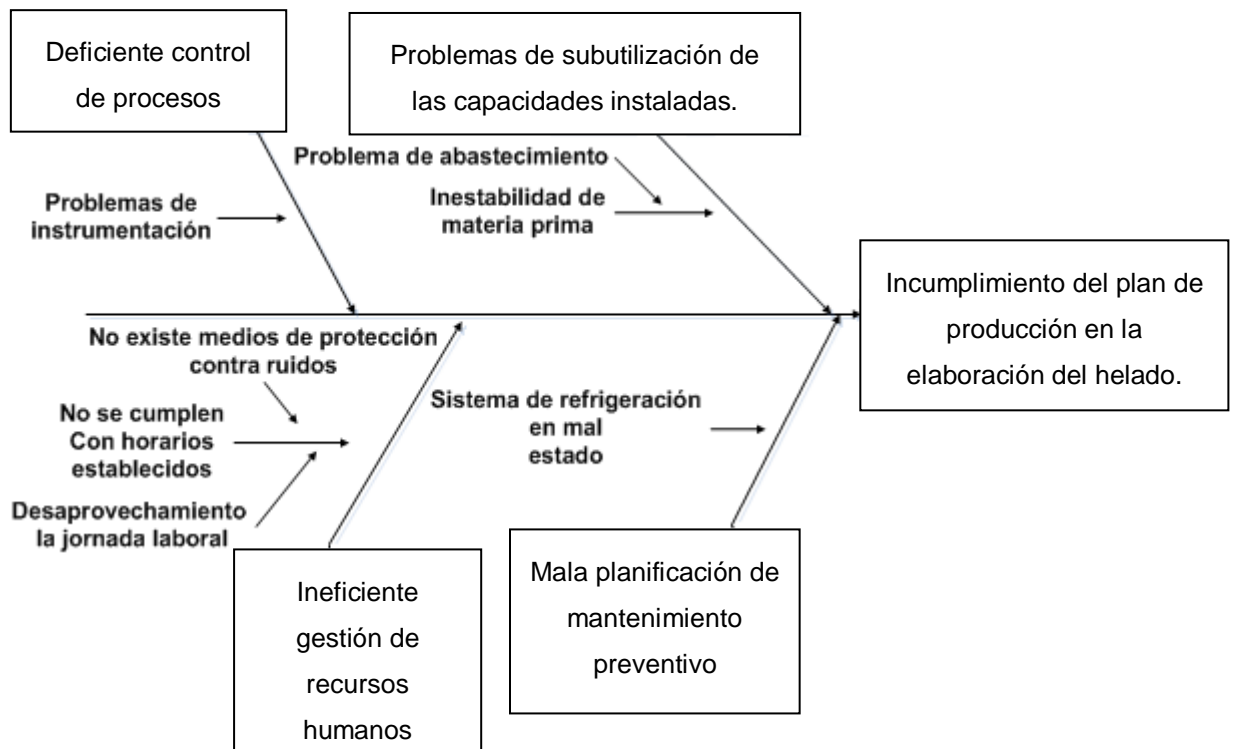 Deficiente control
de procesos
Problemas de subutilización de
las capacidades instaladas.
Problema de abastecimiento
Inestabilidad de
materia prima
Problemas de
instrumentación
Incumplimiento del plan de
producción en la
elaboración del helado.
No existe medios de protección
contra ruidos
No se cumplen
Con horarios
establecidos
Desaprovechamiento
la jornada laboral
Sistema de refrigeración
en mal
estado
Ineficiente
gestión de
recursos
humanos
Mala planificación de
mantenimiento
preventivo